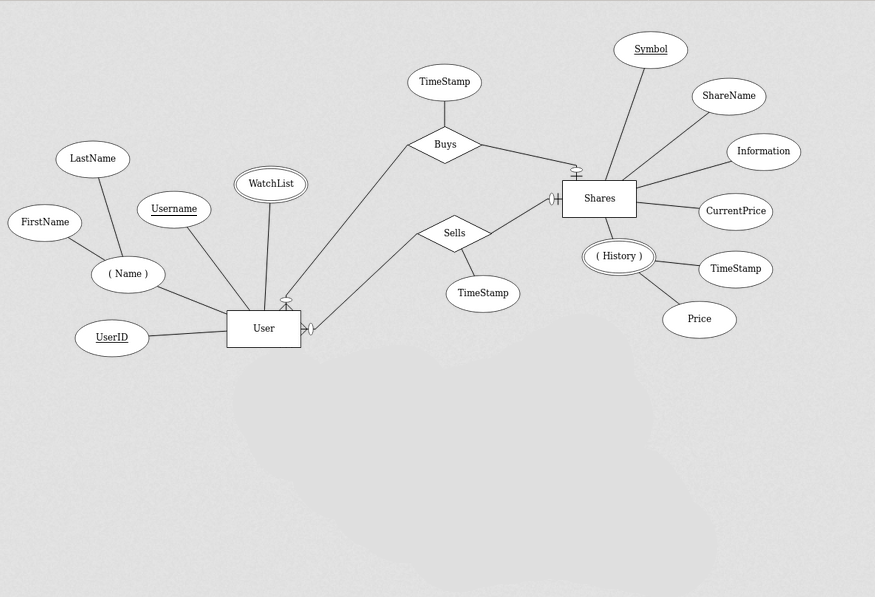 Symbol
TimeStamp
ShareName
Buys
Information
LastName
WatchList
Shares
Username
CurrentPrice
FirstName
Sells
( History )
( Name )
TimeStamp
TimeStamp
Price
User
UserID